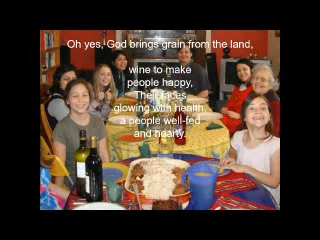 Oh yes, God brings grain from the land,
wine to make
people happy,
Their faces
glowing with health,
a people well-fed
and hearty.